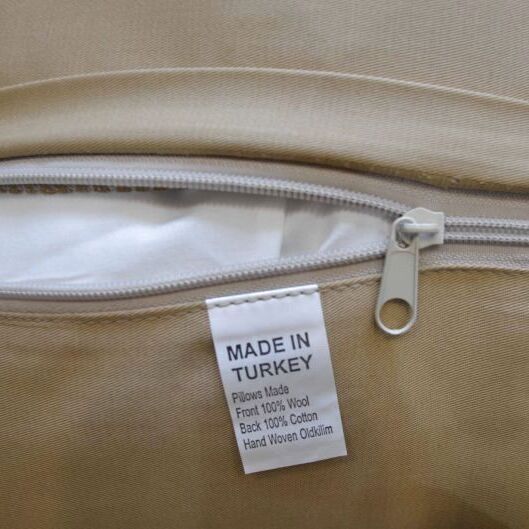 MADE IN
TURKEY
Pillows Made
Front 100% Wool
Back 100% Cotton
Hand Woven Oldkilim